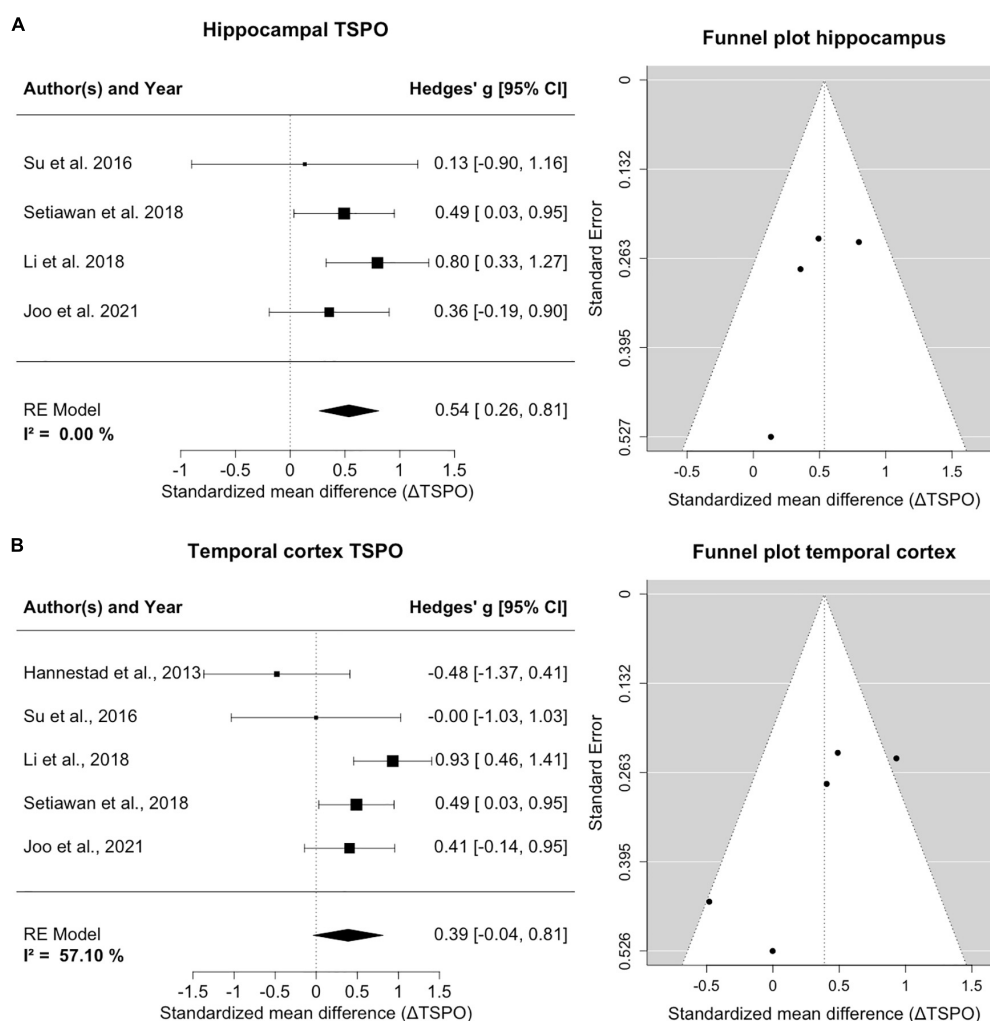 A
Hippocampal TSPO
Author(s) and Year Hedges' g [95% CI]
Su et al. 2016 0.13 [-0.90, 1.16]
Setiawan et al. 2018 0.49 [ 0.03, 0.95]
Li et al. 2018 0.80 [ 0.33, 1.27]
Joo et al. 2021 0.36 [-0.19, 0.90]
RE Model 0.54 [ 0.26, 0.81]
I² = 0.00 %
-1 -0.5 0 0.5 1 1.5
Standardized mean difference (ΔTSPO)
Funnel plot hippocampus
Standard Error
0
0.132
0.263
0.395
0.527
-0.5 0 0.5 1 1.5
Standardized mean difference (ΔTSPO)
B
Temporal cortex TSPO
Author(s) and Year Hedges' g [95% CI]
Hannestad et al., 2013 -0.48 [-1.37, 0.41]
Su et al., 2016 -0.00 [-1.03, 1.03]
Li et al., 2018 0.93 [ 0.46, 1.41]
Setiawan et al., 2018 0.49 [ 0.03, 0.95]
Joo et al., 2021 0.41 [-0.14, 0.95]
RE Model 0.39 [-0.04, 0.81]
I² = 57.10 %
-1.5 -1 -0.5 0 0.5 1 1.5
Standardized mean difference (ΔTSPO)
Funnel plot temporal cortex
Standard Error
0
0.132
0.263
0.395
0.526
-0.5 0 0.5 1 1.5
Standardized mean difference (ΔTSPO)